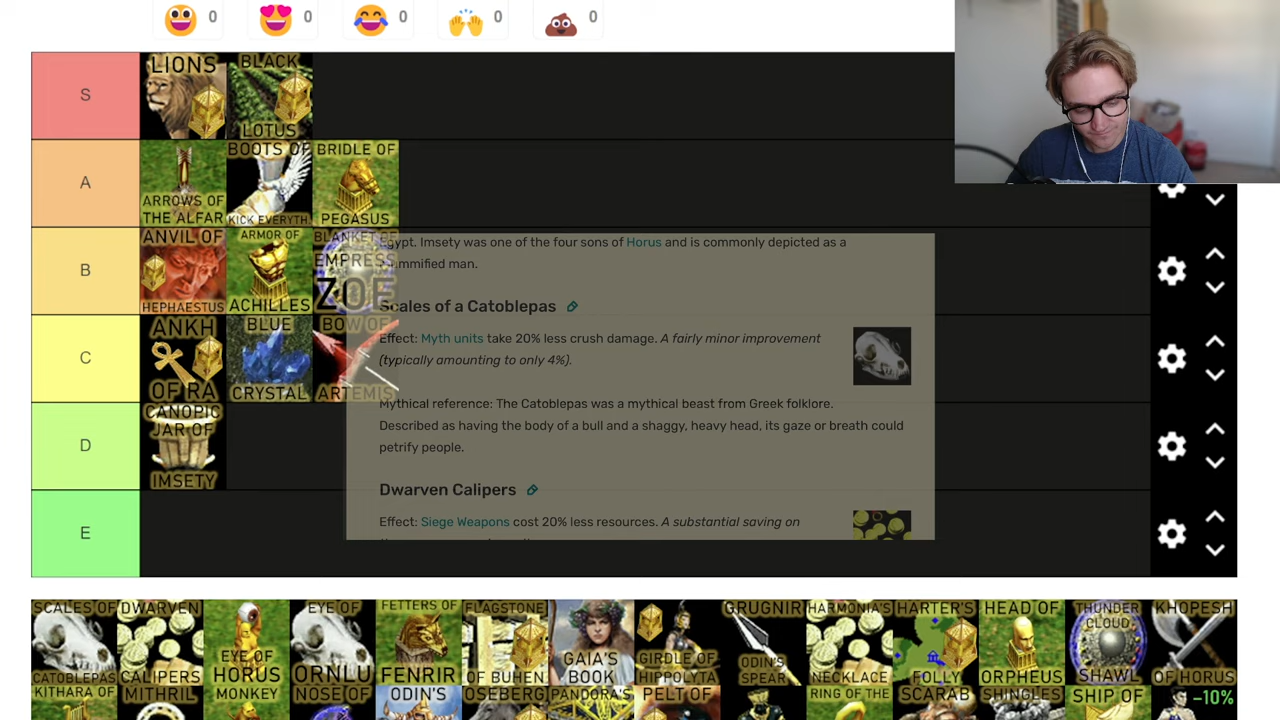 0 0 0 0 0
S
LIONS
BLACK
LOTUS
A
ARROWS OF
THE ALFAR
BOOTS OF
KICK EVERYTH.
BRIDLE OF
PEGASUS
B
ANVIL OF
HEPHAESTUS
ARMOR OF
ACHILLES
BLANKET OF
EMPRESS
ZOE
C
ANKH
OF RA
BLUE
CRYSTAL
BOW OF
ARTEMIS
D
CANOPIC
JAR OF
IMSETY
E
Egypt. Imsety was one of the four sons of Horus and is commonly depicted as a
mummified man.
Scales of a Catoblepas
Effect: Myth units take 20% less crush damage. A fairly minor improvement
(typically amounting to only 4%).
Mythical reference: The Catoblepas was a mythical beast from Greek folklore.
Described as having the body of a bull and a shaggy, heavy head, its gaze or breath could
petrify people.
Dwarven Calipers
Effect: Siege Weapons cost 20% less resources. A substantial saving on
SCALES OF
CATOBLEPAS
DWARVEN
CALIPERS
EYE OF
HORUS
EYE OF
ORNLU
FETTERS OF
FENRIR
FLAGSTONE
OF BUHEN
GAIA'S
BOOK
GIRDLE OF
HIPPOLYTA
GRUGNIR
ODIN'S
SPEAR
HARMONIA'S
NECKLACE
HARTER'S
FOLLY
HEAD OF
ORPHEUS
THUNDER
CLOUD
SHAWL
KHOPESH
OF HORUS
KITHARA OF
MITHRIL
MONKEY
NOSE OF
ODIN'S
OSEBERG
PANDORA'S
PELT OF
RING OF THE
SCARAB
SHINGLES
SHIP OF
-10%